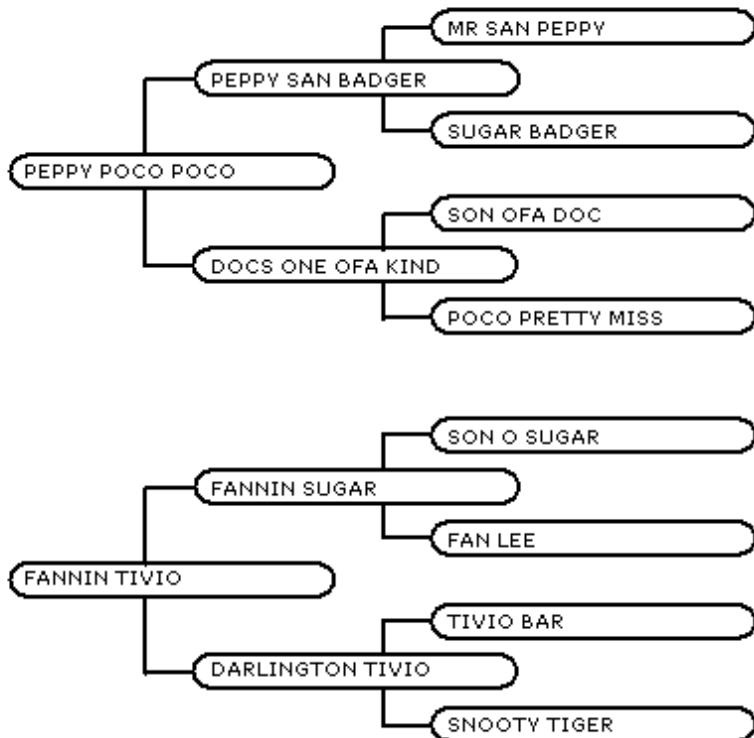 MR SAN PEPPY
PEPPY SAN BADGER
SUGAR BADGER
PEPPY POCO POCO
SON OFA DOC
DOCS ONE OFA KIND
POCO PRETTY MISS
SON O SUGAR
FANNIN SUGAR
FAN LEE
FANNIN TIVIO
TIVIO BAR
DARLINGTON TIVIO
SNOOTY TIGER